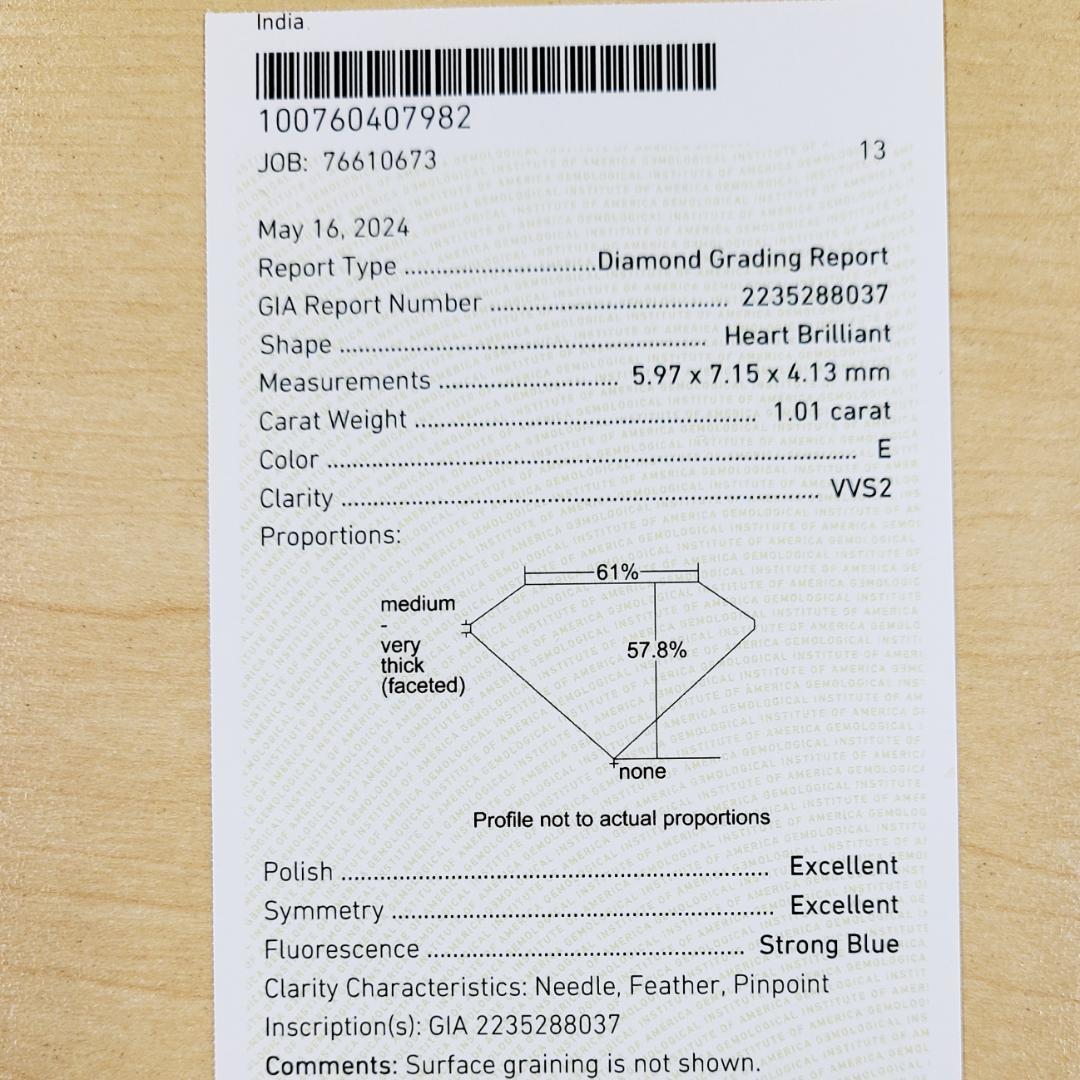 India
100760407982
JOB: 76610673 13
May 16, 2024
Report Type ................................ Diamond Grading Report
GIA Report Number ........................................ 2235288037
Shape ............................................................ Heart Brilliant
Measurements .............................. 5.97 x 7.15 x 4.13 mm
Carat Weight ........................................................ 1.01 carat
Color .................................................................................... E
Clarity ............................................................................ VVS2
Proportions:
61%
medium
-
very
thick
(faceted)
57.8%
none
Profile not to actual proportions
Polish ...................................................................... Excellent
Symmetry .............................................................. Excellent
Fluorescence .................................................... Strong Blue
Clarity Characteristics: Needle, Feather, Pinpoint
Inscription(s): GIA 2235288037
Comments: Surface graining is not shown.